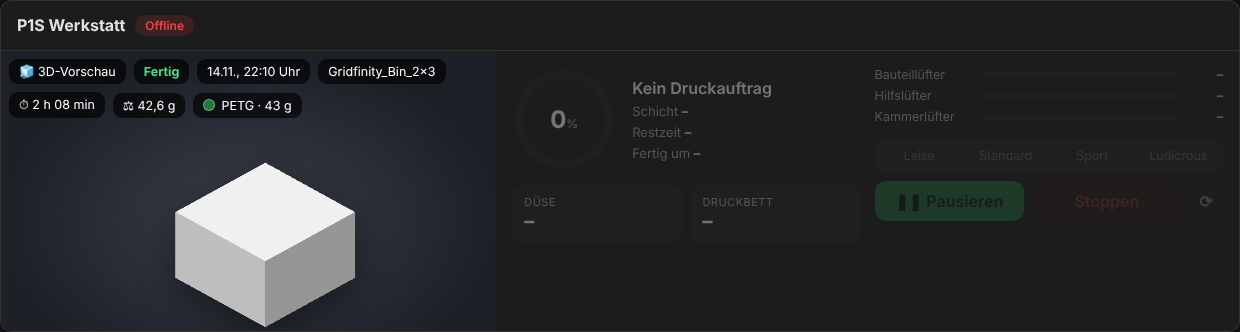 P1S Werkstatt Offline
🧊 3D-Vorschau Fertig 14.11., 22:10 Uhr Gridfinity_Bin_2×3
⏱ 2 h 08 min ⚖ 42,6 g PETG · 43 g
0%
Kein Druckauftrag
Schicht –
Restzeit –
Fertig um –
DÜSE
–
DRUCKBETT
–
Bauteillüfter –
Hilfslüfter –
Kammerlüfter –
Leise Standard Sport Ludicrous
❚❚ Pausieren Stoppen ⟳